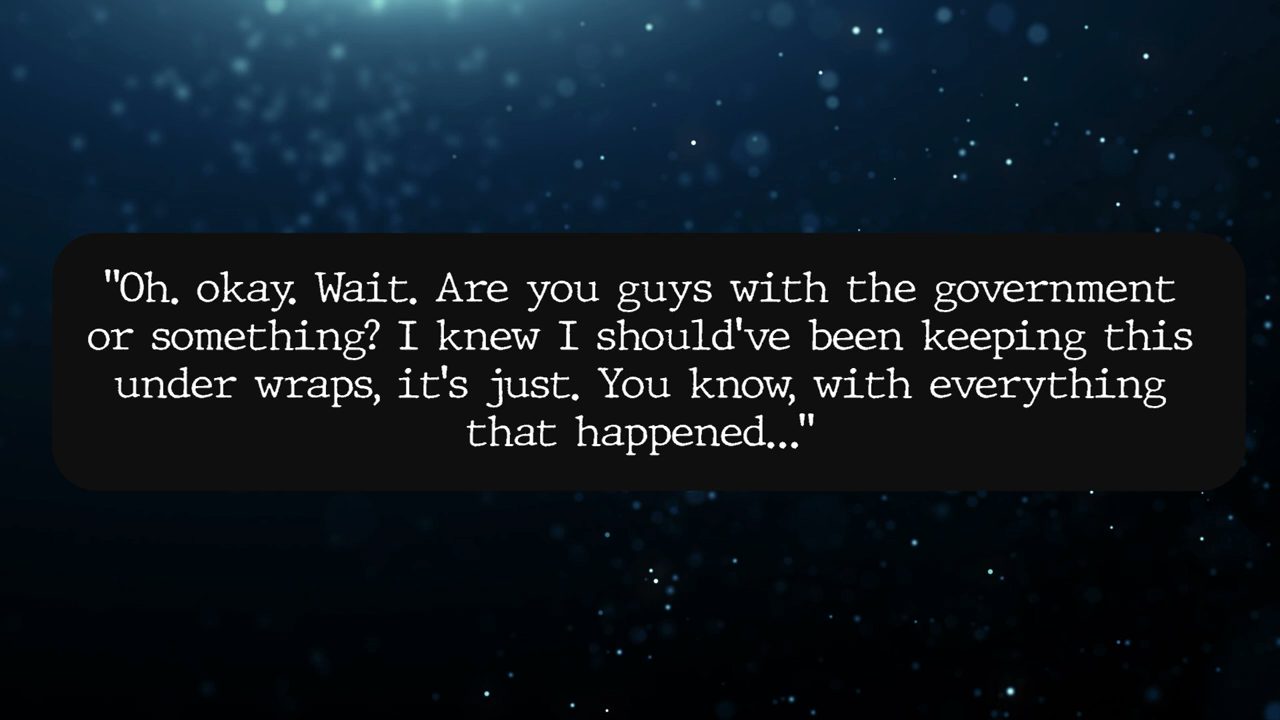 "Oh. okay. Wait. Are you guys with the government
or something? I knew I should've been keeping this
under wraps, it's just. You know, with everything
that happened..."